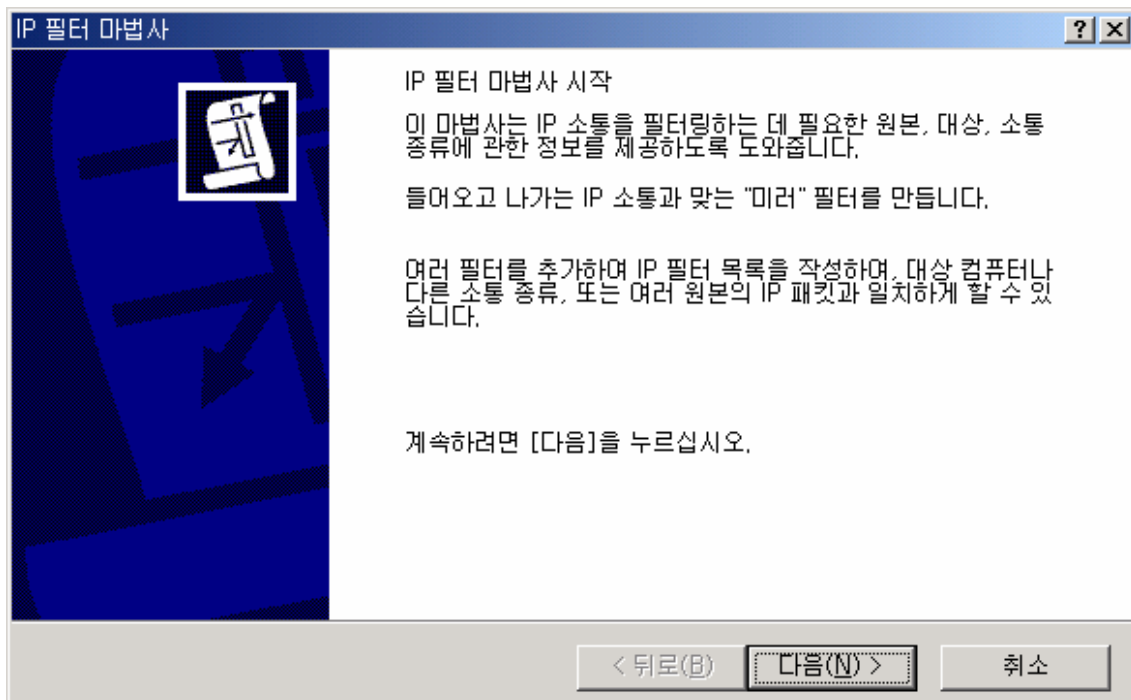 IP 필터 마법사
IP 필터 마법사 시작
이 마법사는 IP 소통을 필터링하는 데 필요한 원본, 대상, 소통
종류에 관한 정보를 제공하도록 도와줍니다.
들어오고 나가는 IP 소통과 맞는 "미러" 필터를 만듭니다.
여러 필터를 추가하여 IP 필터 목록을 작성하여, 대상 컴퓨터나
다른 소통 종류, 또는 여러 원본의 IP 패킷과 일치하게 할 수 있
습니다.
계속하려면 [다음]을 누르십시오.
< 뒤로(B) 다음(N) > 취소